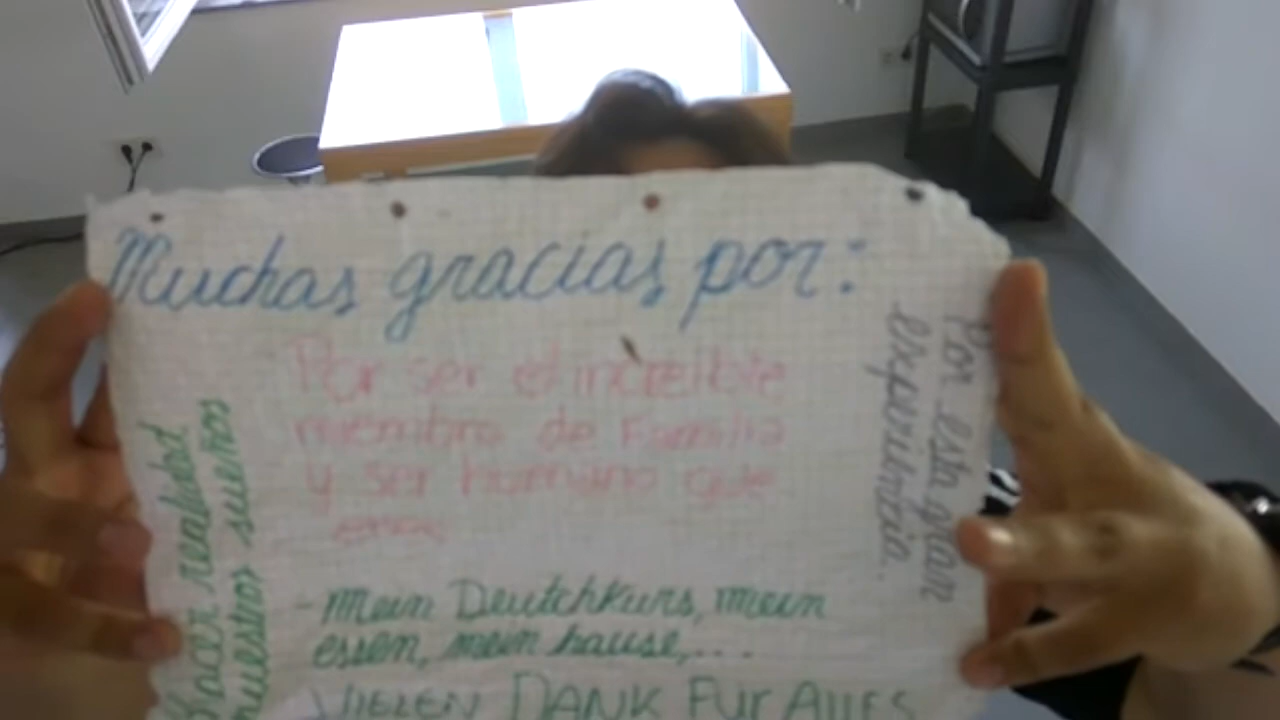 Muchas gracias por:
Por ser el increible
miembro de Familia
y ser humano que
eres
Por esta gran
experiencia.
Hacer realidad
nuestros sueños
- Mein Deutchkurs, mein
essen, mein hause,...
VIELEN DANK FUr ALLES